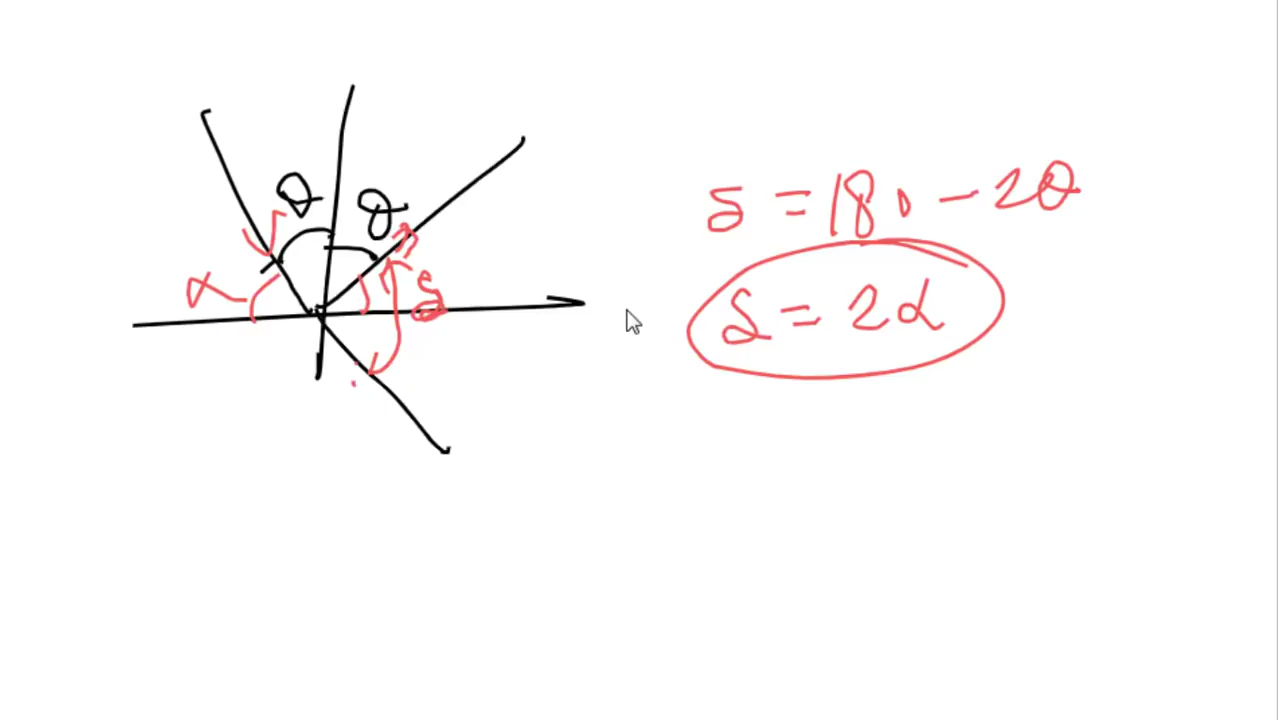 θ θ
α δ
δ = 180 - 2θ
δ = 2α